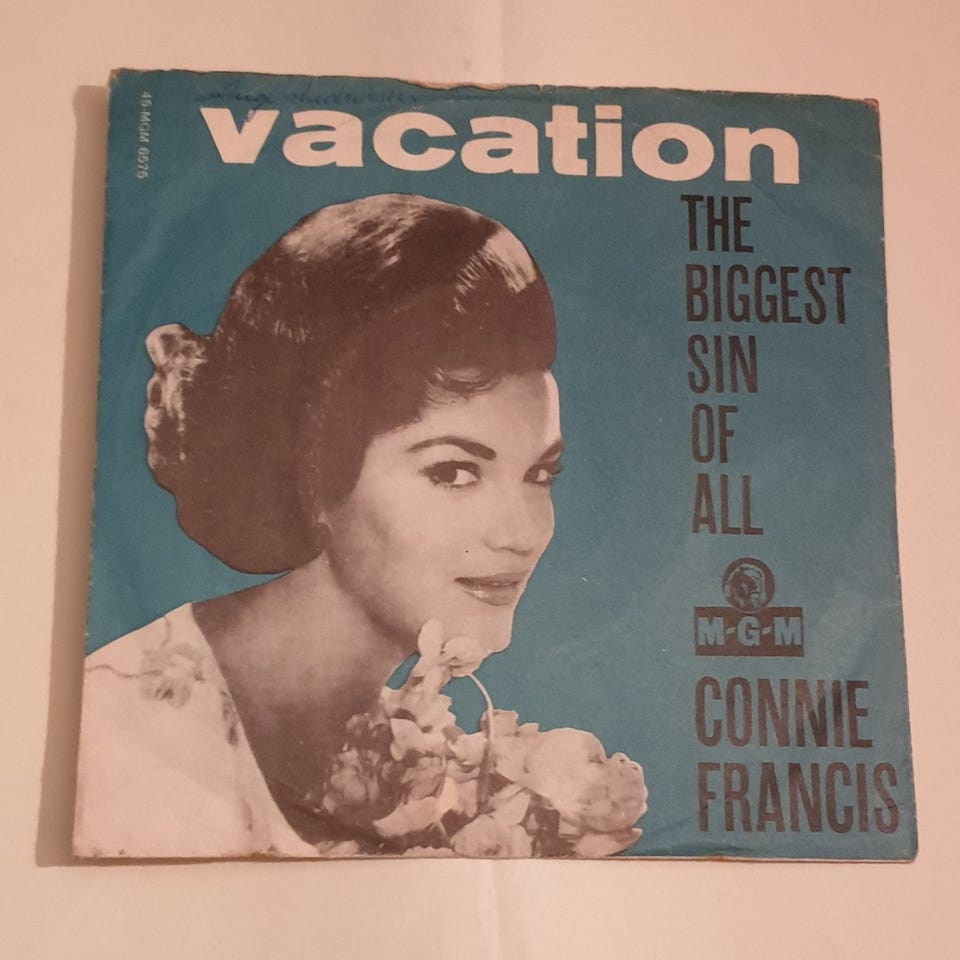 45-MGM 6576
vacation
THE
BIGGEST
SIN
OF
ALL
M-G-M
CONNIE
FRANCIS